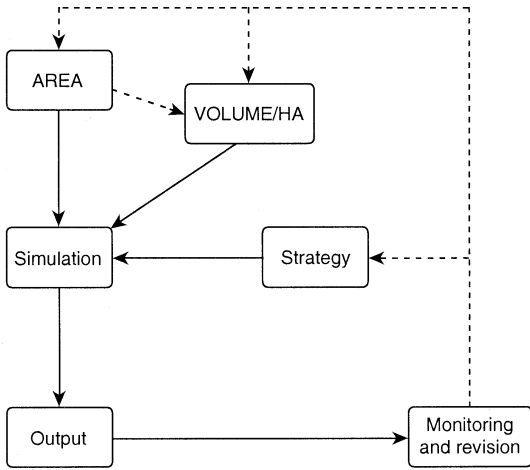 AREA
VOLUME/HA
Simulation
Strategy
Output
Monitoring
and revision